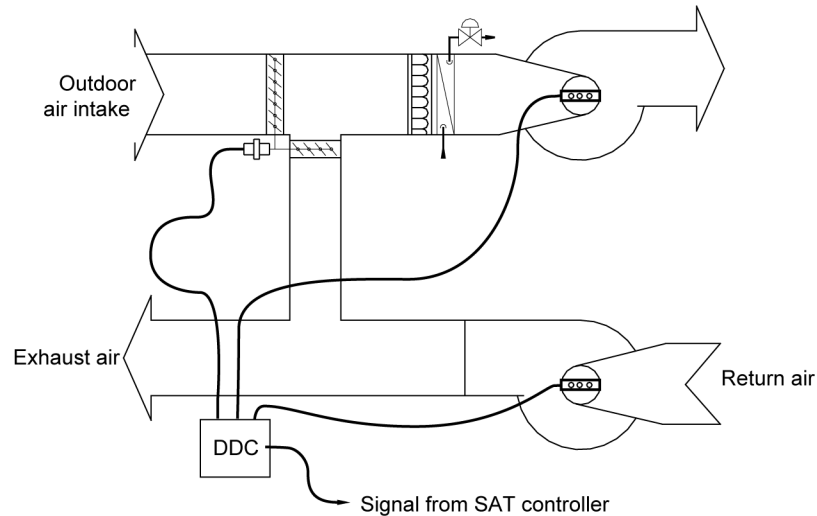 Outdoor
air intake
Exhaust air
Return air
DDC
Signal from SAT controller